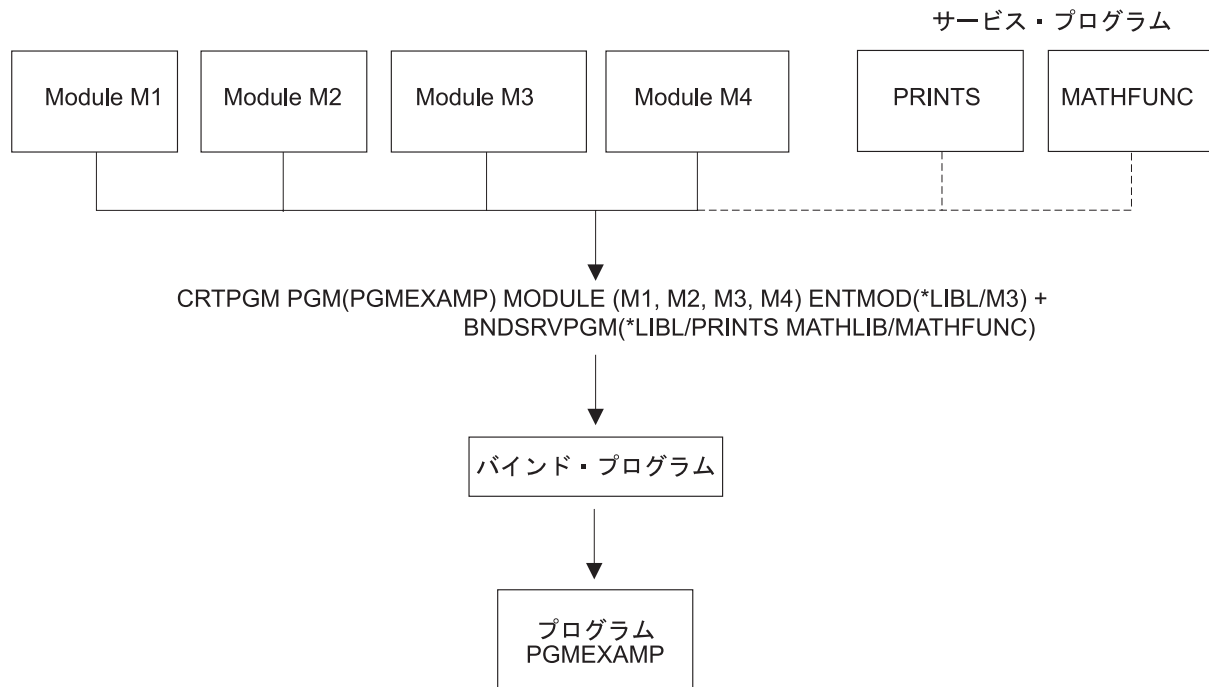 サービス・プログラム
Module M1
Module M2
Module M3
Module M4
PRINTS
MATHFUNC
CRTPGM PGM(PGMEXAMP) MODULE (M1, M2, M3, M4) ENTMOD(*LIBL/M3) +
BNDSRVPGM(*LIBL/PRINTS MATHLIB/MATHFUNC)
バインド・プログラム
プログラム
PGMEXAMP